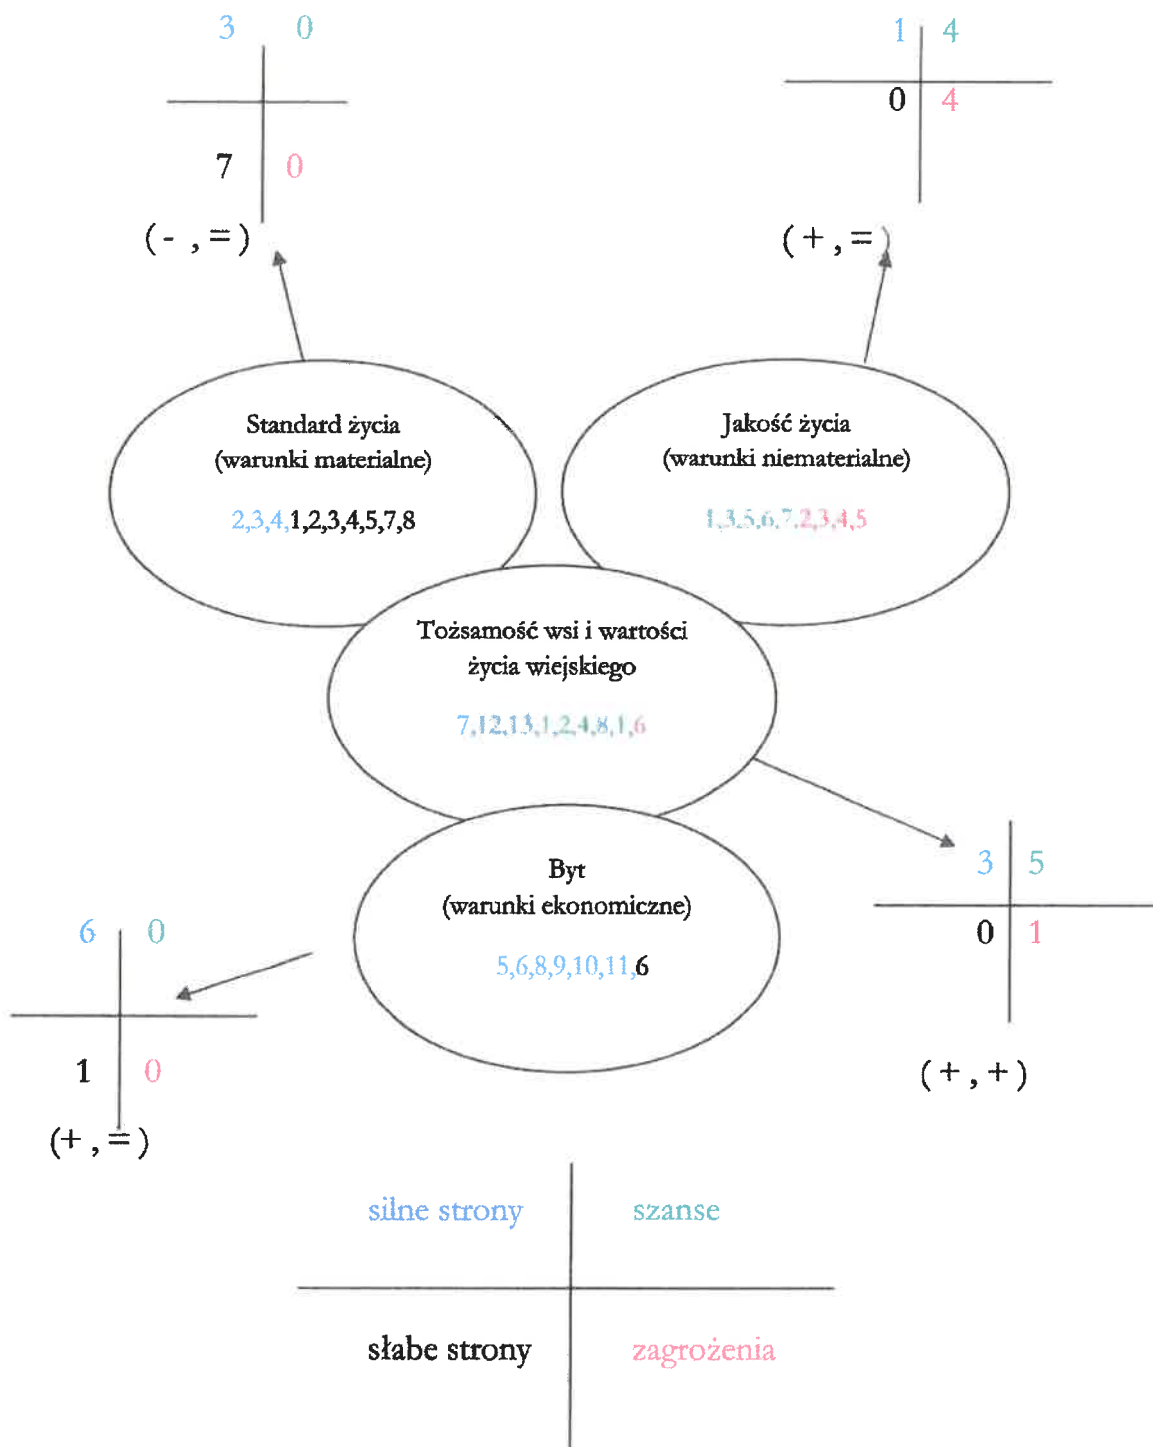 3 0
7 0
(- ,=)
1 4
0 4
(+ ,=)
Standard życia
(warunki materialne)
2,3,4,1,2,3,4,5,7,8
Jakość życia
(warunki niematerialne)
1,3,5,6,7,2,3,4,5
Tożsamość wsi i wartości
życia wiejskiego
7,12,13,1,2,4,8,1,6
3 5
0 1
(+ ,+)
Byt
(warunki ekonomiczne)
5,6,8,9,10,11,6
6 0
1 0
(+ ,=)
silne strony szanse
słabe strony zagrożenia